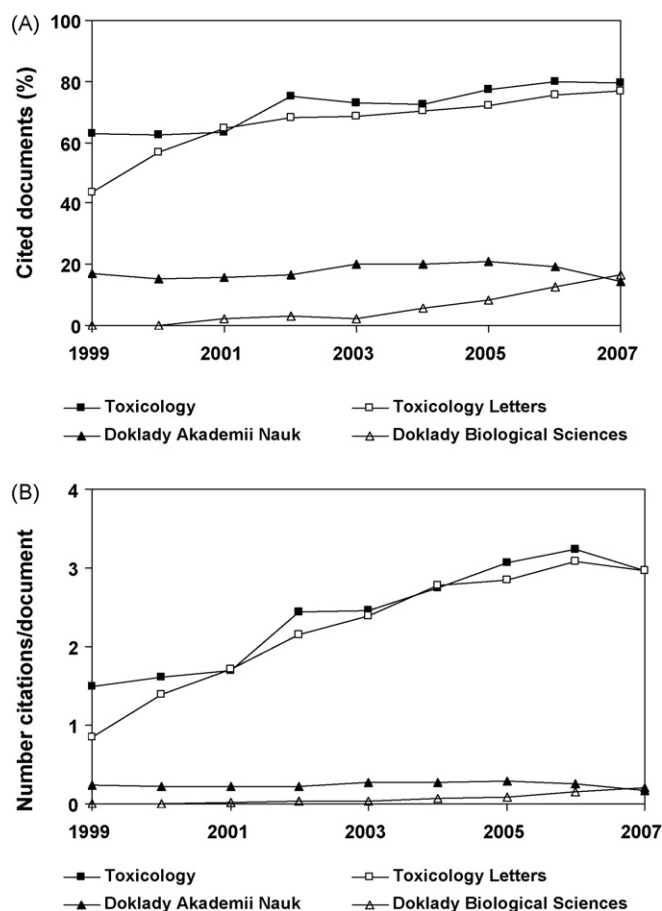 (A)
Cited documents (%)
100
80
60
40
20
0
1999 2001 2003 2005 2007
Toxicology Toxicology Letters
Doklady Akademii Nauk Doklady Biological Sciences
(B)
Number citations/document
4
3
2
1
0
1999 2001 2003 2005 2007
Toxicology Toxicology Letters
Doklady Akademii Nauk Doklady Biological Sciences